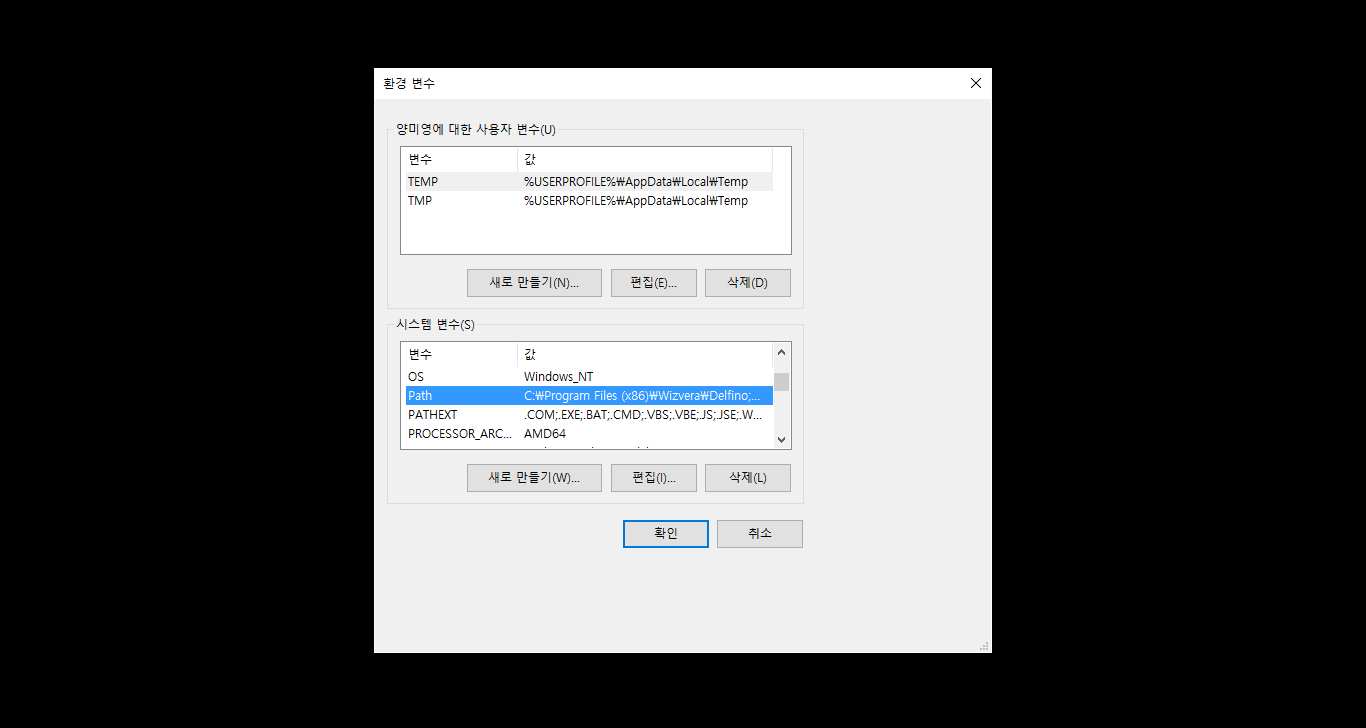 환경 변수
양미영에 대한 사용자 변수(U)
변수 값
TEMP %USERPROFILE%₩AppData₩Local₩Temp
TMP %USERPROFILE%₩AppData₩Local₩Temp
새로 만들기(N)... 편집(E)... 삭제(D)
시스템 변수(S)
변수 값
OS Windows_NT
Path C:₩Program Files (x86)₩Wizvera₩Delfino;...
PATHEXT .COM;.EXE;.BAT;.CMD;.VBS;.VBE;.JS;.JSE;.W...
PROCESSOR_ARC... AMD64
새로 만들기(W)... 편집(I)... 삭제(L)
확인 취소